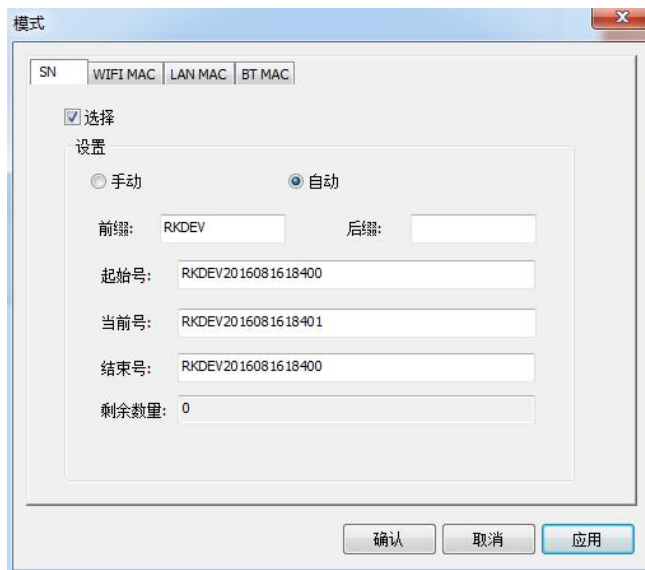 模式
SN WIFI MAC LAN MAC BT MAC
选择
设置
手动 自动
前缀: RKDEV 后缀:
起始号: RKDEV2016081618400
当前号: RKDEV2016081618401
结束号: RKDEV2016081618400
剩余数量: 0
确认 取消 应用